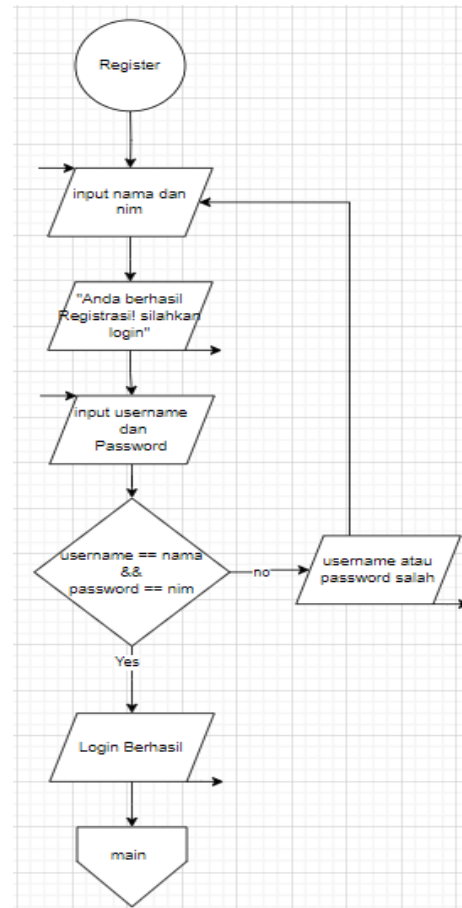 Register
input nama dan
nim
"Anda berhasil
Registrasi! silahkan
login"
input username
dan
Password
username == nama
&&
password == nim
no
username atau
password salah
Yes
Login Berhasil
main